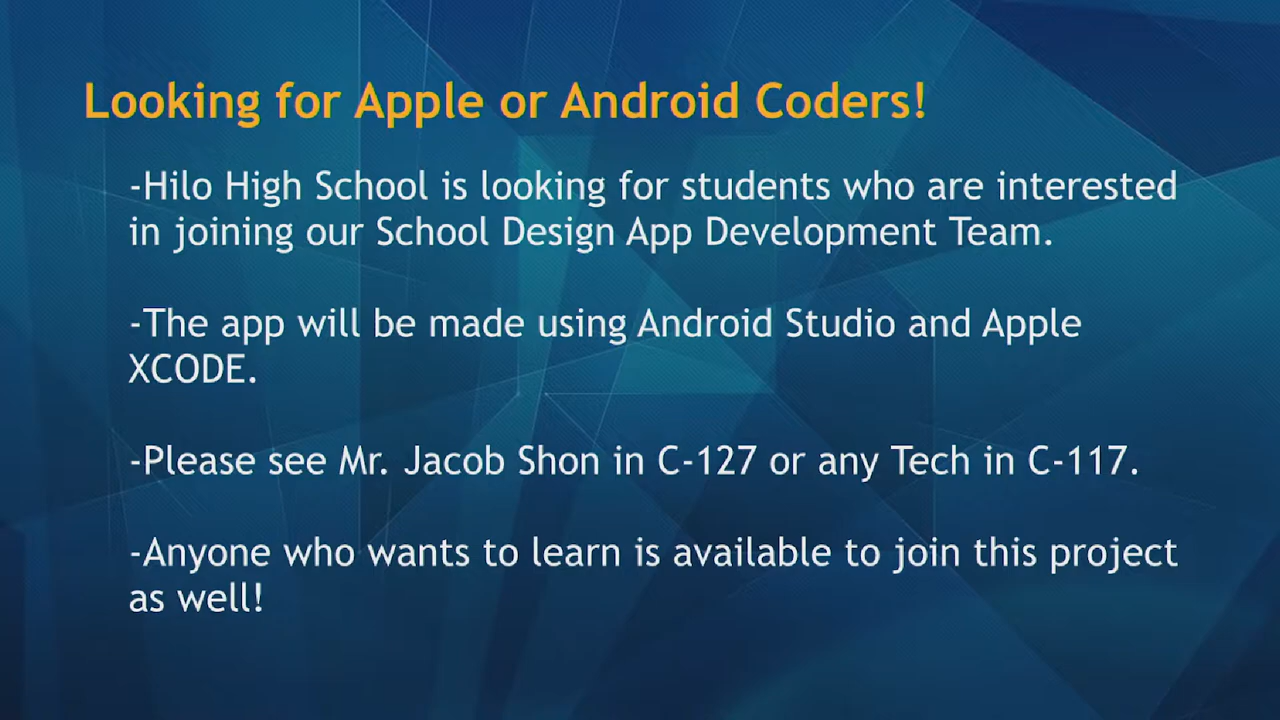 Looking for Apple or Android Coders!
-Hilo High School is looking for students who are interested
in joining our School Design App Development Team.
-The app will be made using Android Studio and Apple
XCODE.
-Please see Mr. Jacob Shon in C-127 or any Tech in C-117.
-Anyone who wants to learn is available to join this project
as well!